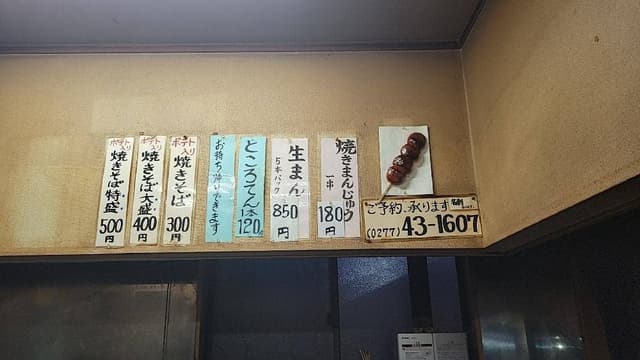 焼きまんじゅう
一串
180円
生まん
5本パック
850円
ところてん一本
120円
お持ち帰りできます
ポテト入り
焼きそば
300円
ポテト入り
焼きそば大盛
400円
ポテト入り
焼きそば特盛
500円
ご予約、承ります
(0277)43-1607